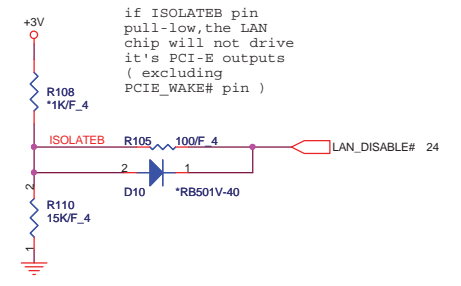 +3V
if ISOLATEB pin
pull-low,the LAN
chip will not drive
it's PCI-E outputs
( excluding
PCIE_WAKE# pin )
R108
*1K/F_4
ISOLATEB
R105
100/F_4
LAN_DISABLE# 24
2
1
D10
*RB501V-40
2
R110
15K/F_4
1